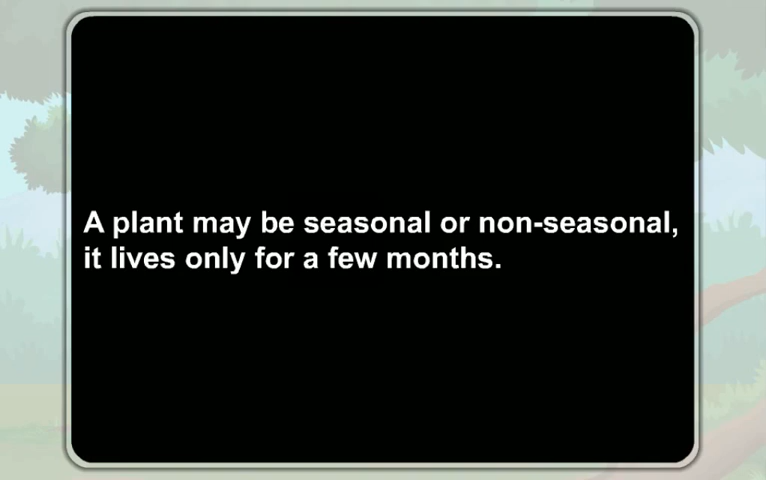 A plant may be seasonal or non-seasonal,
it lives only for a few months.